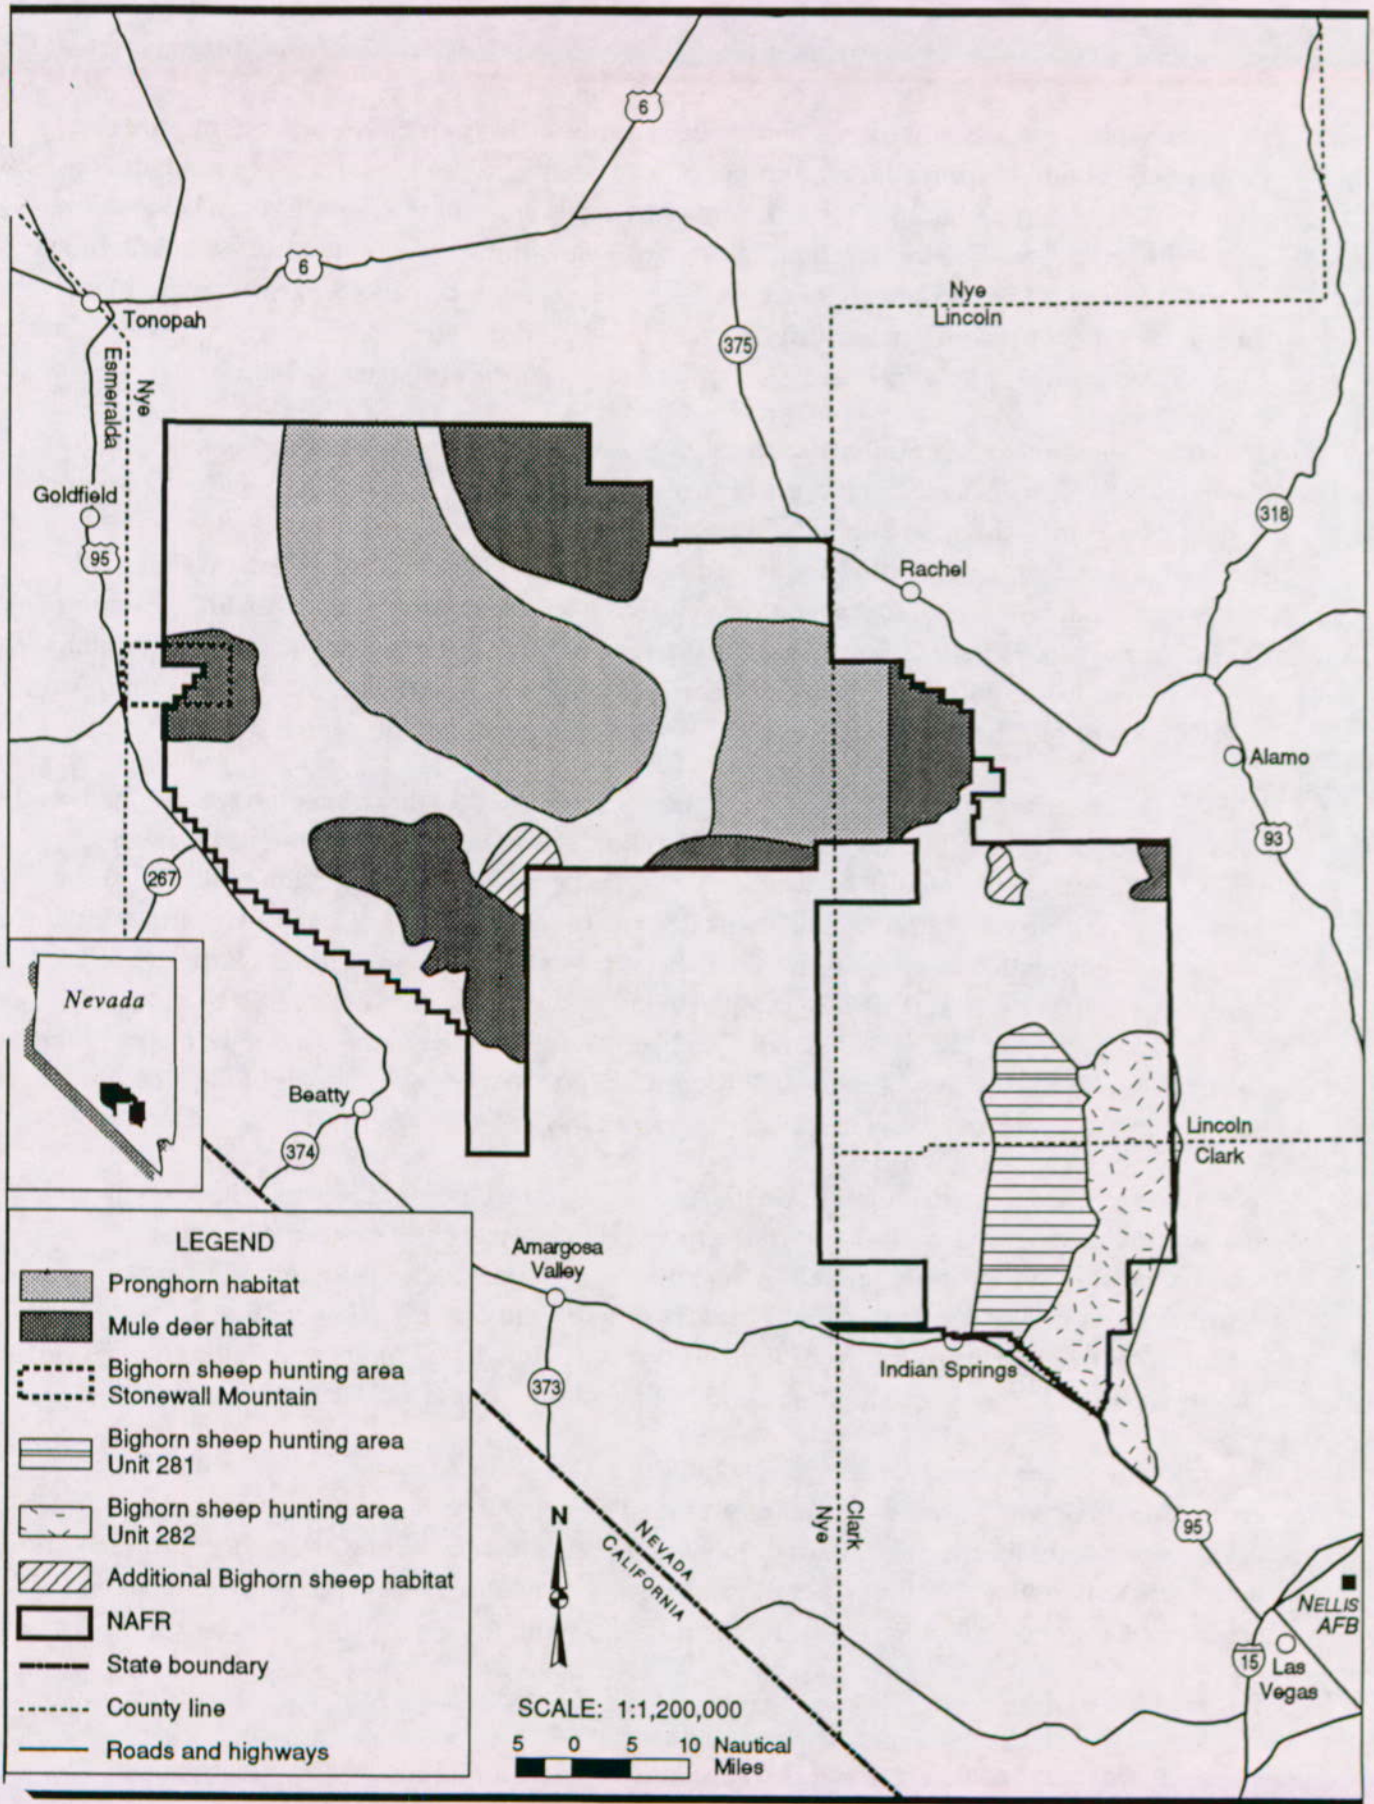 6
6
Tonopah
Nye
Lincoln
375
Esmeralda
Nye
Goldfield
95
318
Rachel
Alamo
93
267
Nevada
Beatty
374
Lincoln
Clark
LEGEND
Pronghorn habitat
Mule deer habitat
Bighorn sheep hunting area
Stonewall Mountain
Bighorn sheep hunting area
Unit 281
Bighorn sheep hunting area
Unit 282
Additional Bighorn sheep habitat
NAFR
State boundary
County line
Roads and highways
Amargosa
Valley
373
Indian Springs
N
NEVADA
CALIFORNIA
Nye
Clark
95
NELLIS
AFB
15
Las
Vegas
SCALE: 1:1,200,000
5 0 5 10 Nautical
Miles